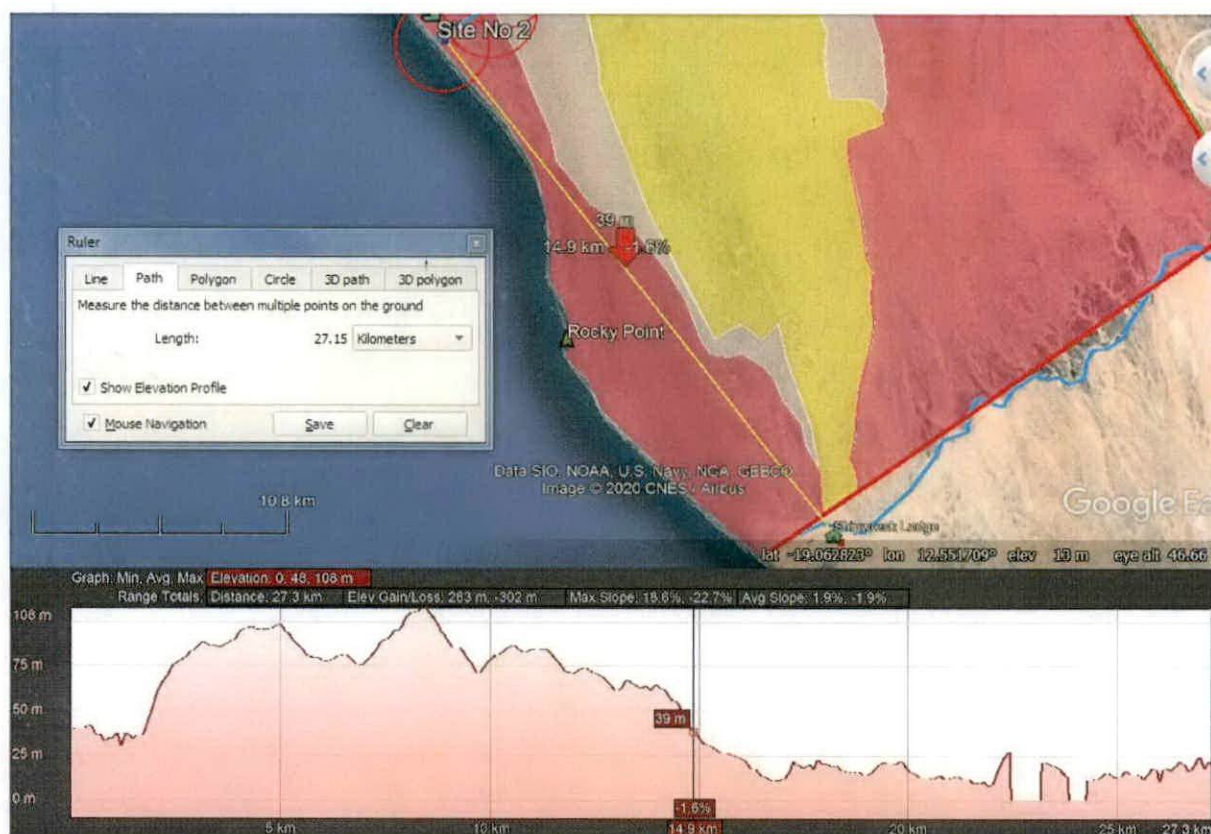 Site No 2
39 m
14.9 km -1.6%
Ruler
Line Path Polygon Circle 3D path 3D polygon
Measure the distance between multiple points on the ground
Length: 27.15 Kilometers
Show Elevation Profile
Mouse Navigation Save Clear
Rocky Point
Data SIO, NOAA, U.S. Navy, NGA, GEBCO
Image © 2020 CNES / Airbus
10.8 km
Google Ea
Shipwreck Lodge
lat -19.062823° lon 12.551709° elev 13 m eye alt 46.66
Graph: Min, Avg, Max Elevation: 0, 48, 108 m
Range Totals: Distance: 27.3 km Elev Gain/Loss: 283 m, -302 m Max Slope: 18.6%, -22.7% Avg Slope: 1.9%, -1.9%
108 m
75 m
50 m
39 m
25 m
0 m
-1.6%
5 km 10 km 14.9 km 20 km 25 km 27.3 km